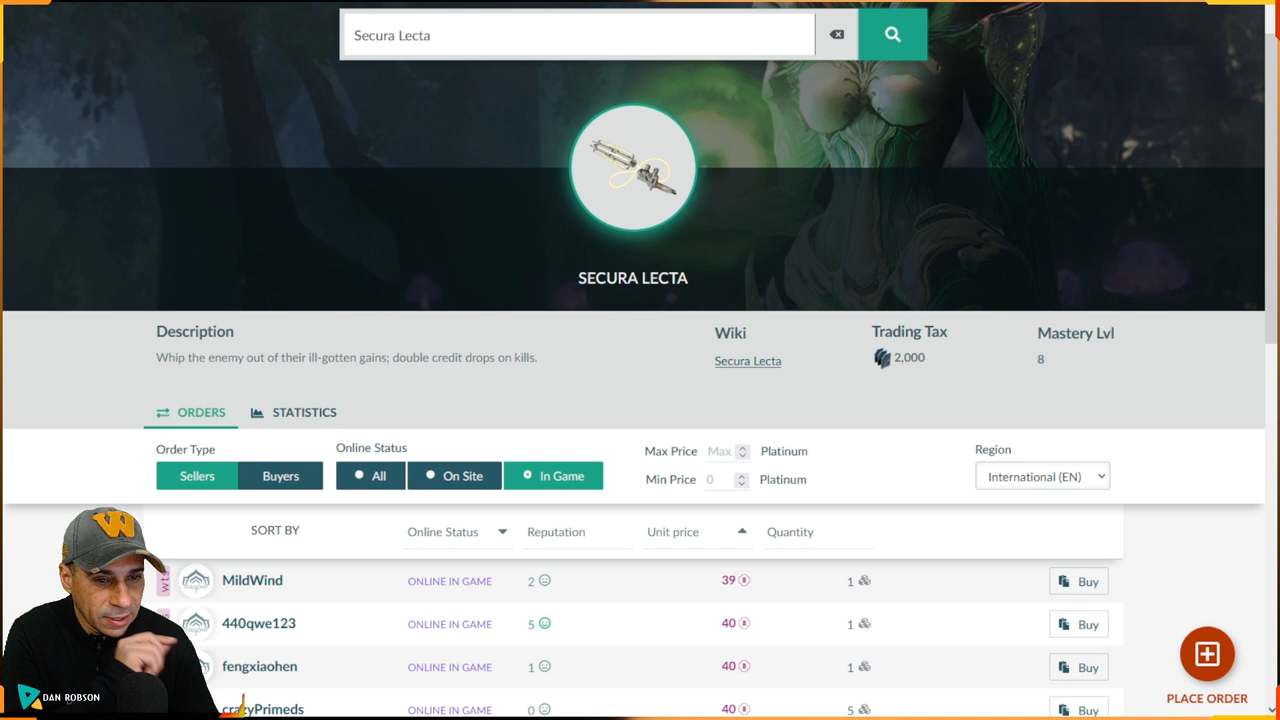 Secura Lecta
SECURA LECTA
Description
Wiki
Trading Tax
Mastery Lvl
Whip the enemy out of their ill-gotten gains; double credit drops on kills.
Secura Lecta
2,000
8
ORDERS
STATISTICS
Order Type
Online Status
Max Price
Max
Platinum
Region
Sellers
Buyers
All
On Site
In Game
Min Price
0
Platinum
International (EN)
SORT BY
Online Status
Reputation
Unit price
Quantity
wts
MildWind
ONLINE IN GAME
2
39
1
Buy
440qwe123
ONLINE IN GAME
5
40
1
Buy
fengxiaohen
ONLINE IN GAME
1
40
1
Buy
crazyPrimeds
ONLINE IN GAME
0
40
5
Buy
PLACE ORDER
W
DAN ROBSON